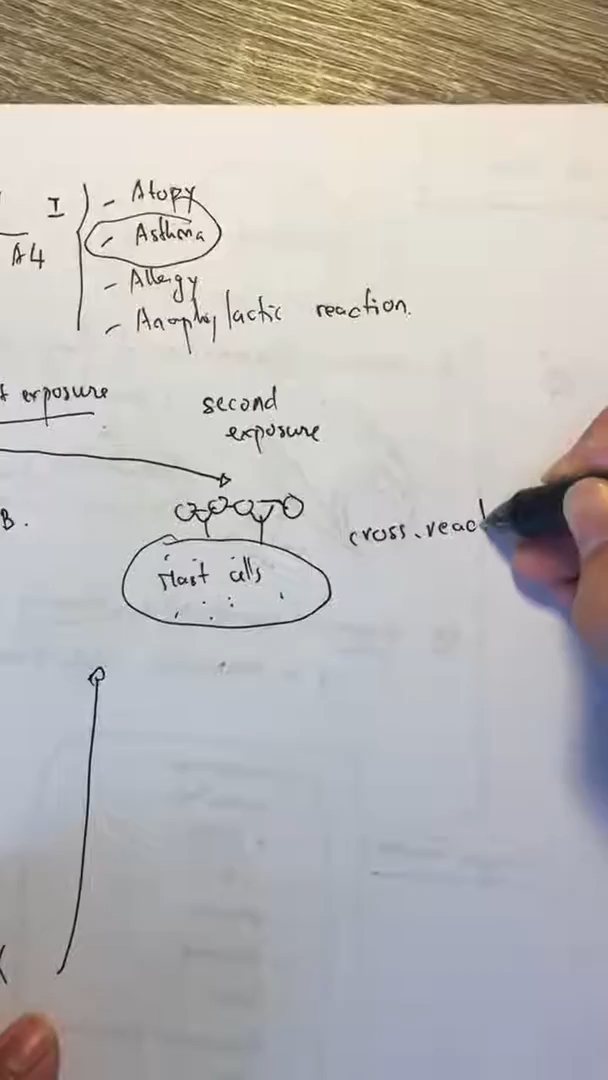 I - Atopy
A4 - Asthma
- Allergy
- Anaphylactic reaction.
exposure
second
exposure
B.
cross.react
Mast cells